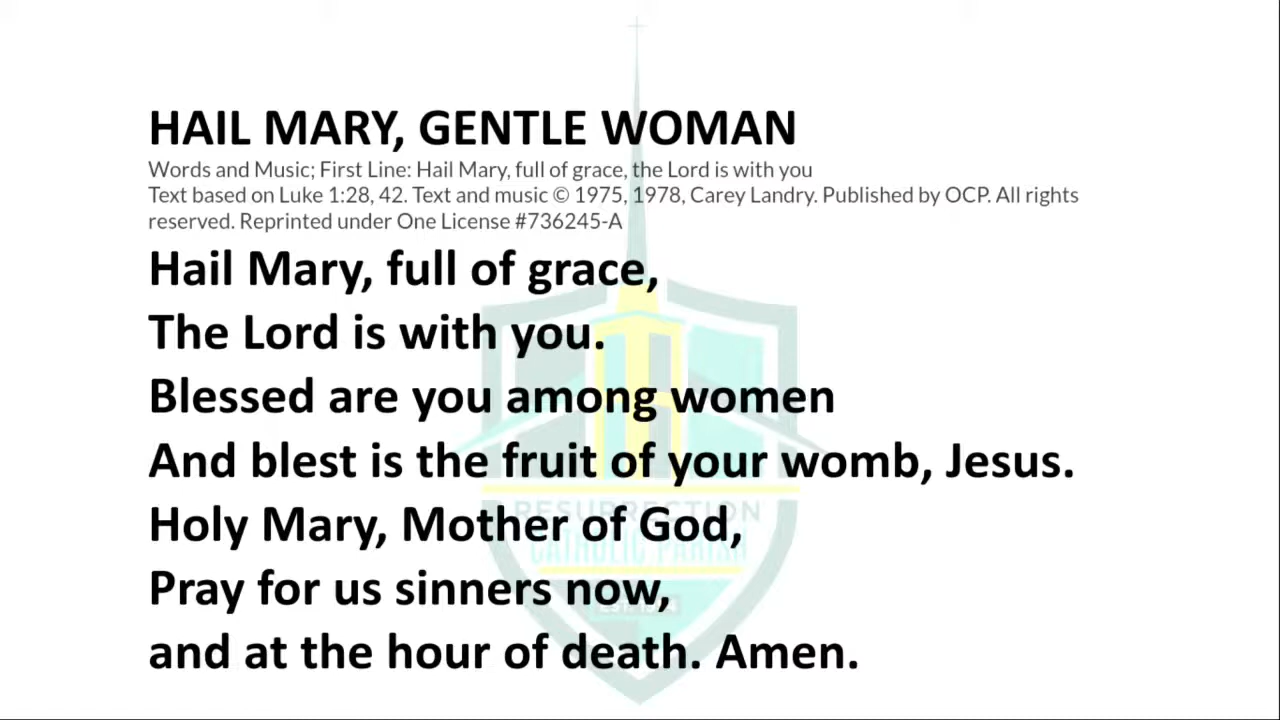 HAIL MARY, GENTLE WOMAN
Words and Music; First Line: Hail Mary, full of grace, the Lord is with you
Text based on Luke 1:28, 42. Text and music © 1975, 1978, Carey Landry. Published by OCP. All rights
reserved. Reprinted under One License #736245-A
Hail Mary, full of grace,
The Lord is with you.
Blessed are you among women
And blest is the fruit of your womb, Jesus.
RESURRECTION
Holy Mary, Mother of God,
CATHOLIC PARISH
Pray for us sinners now,
and at the hour of death. Amen.